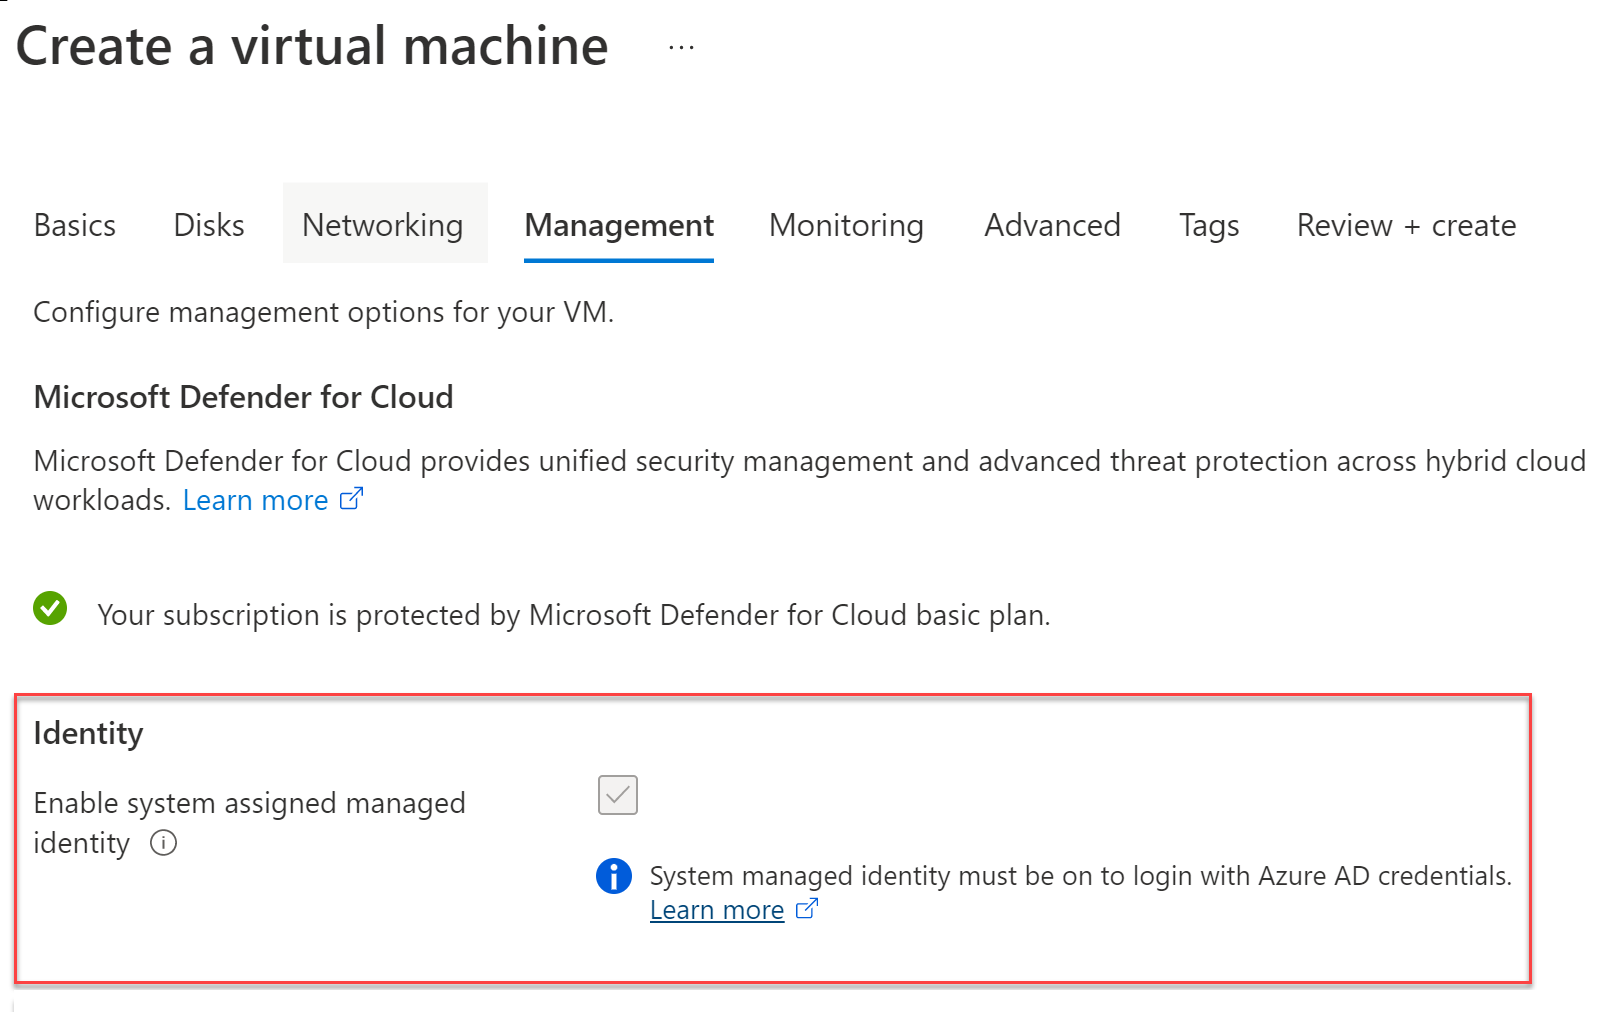 Create a virtual machine ...
Basics Disks Networking Management Monitoring Advanced Tags Review + create
Configure management options for your VM.
Microsoft Defender for Cloud
Microsoft Defender for Cloud provides unified security management and advanced threat protection across hybrid cloud
workloads. Learn more
Your subscription is protected by Microsoft Defender for Cloud basic plan.
Identity
Enable system assigned managed
identity
System managed identity must be on to login with Azure AD credentials.
Learn more